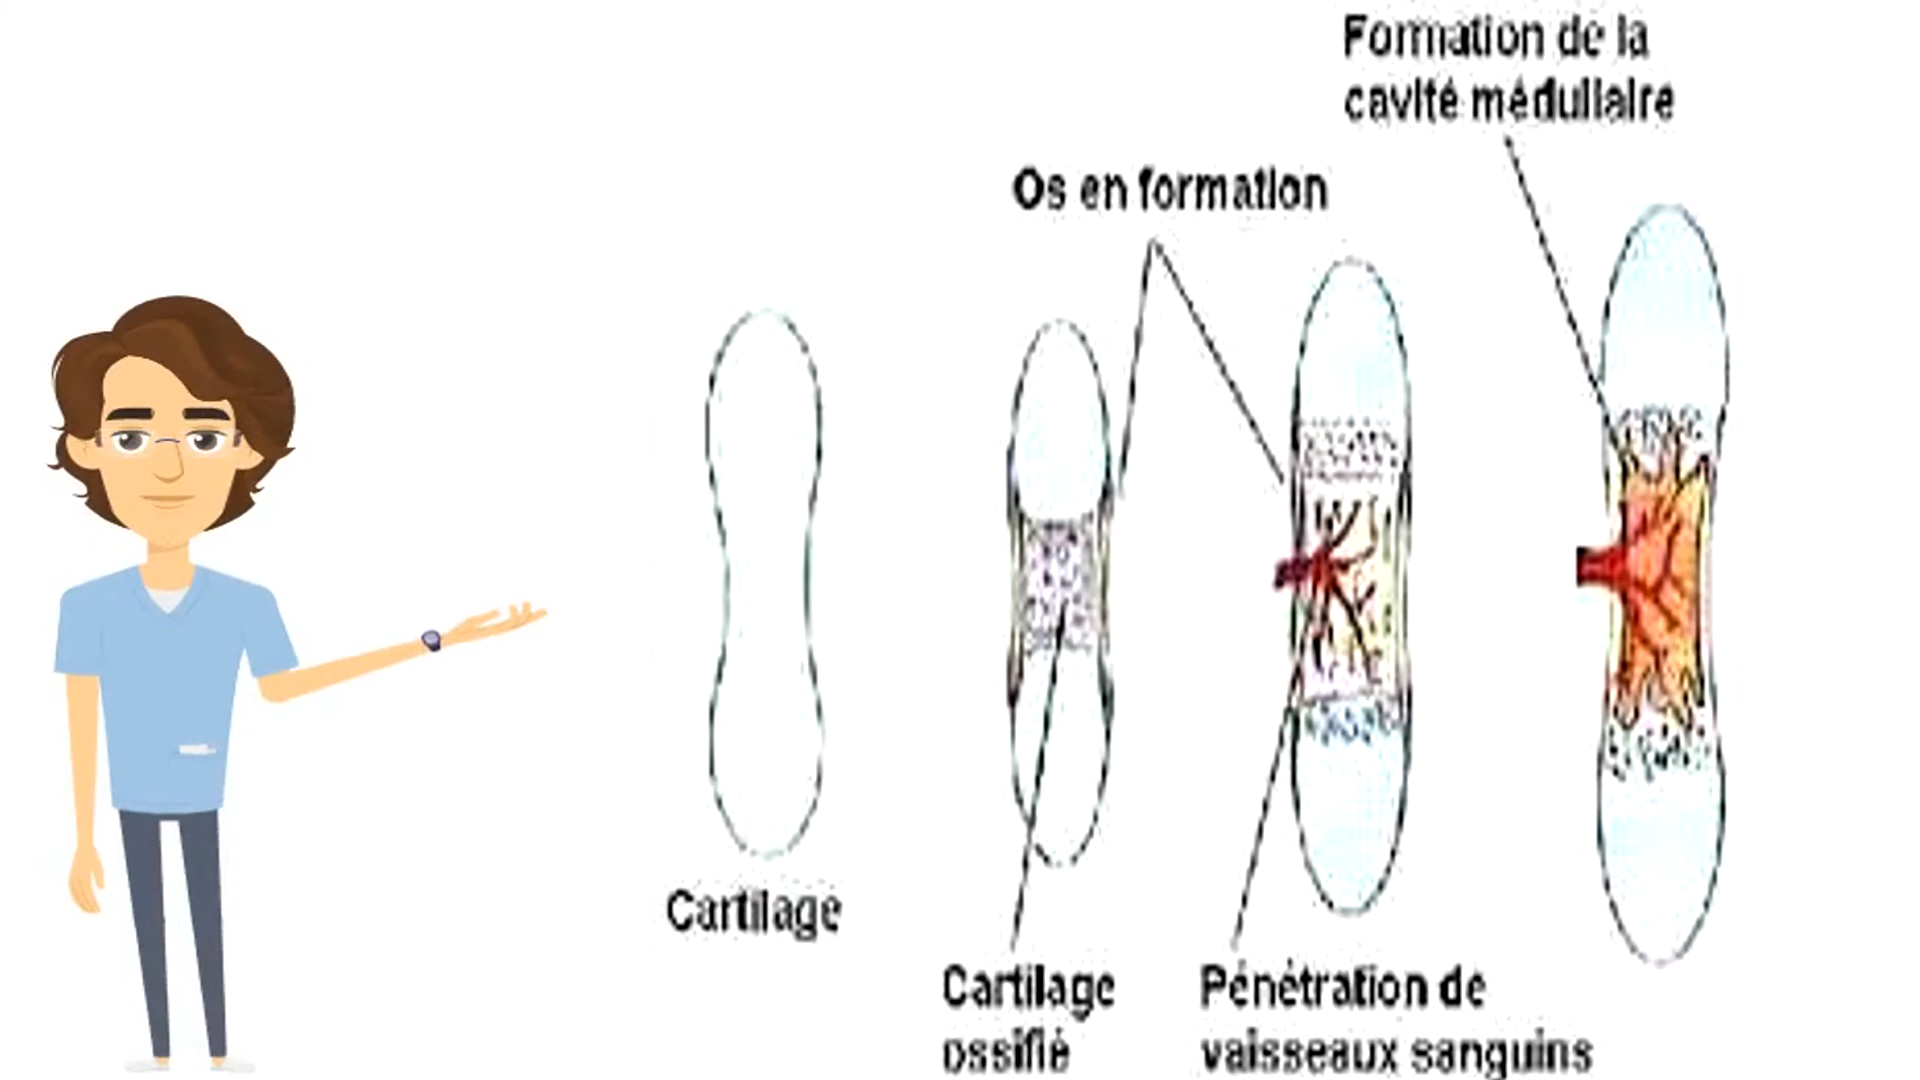 Formation de la
cavité médullaire
Os en formation
Cartilage
Cartilage
ossifié
Pénétration de
vaisseaux sanguins